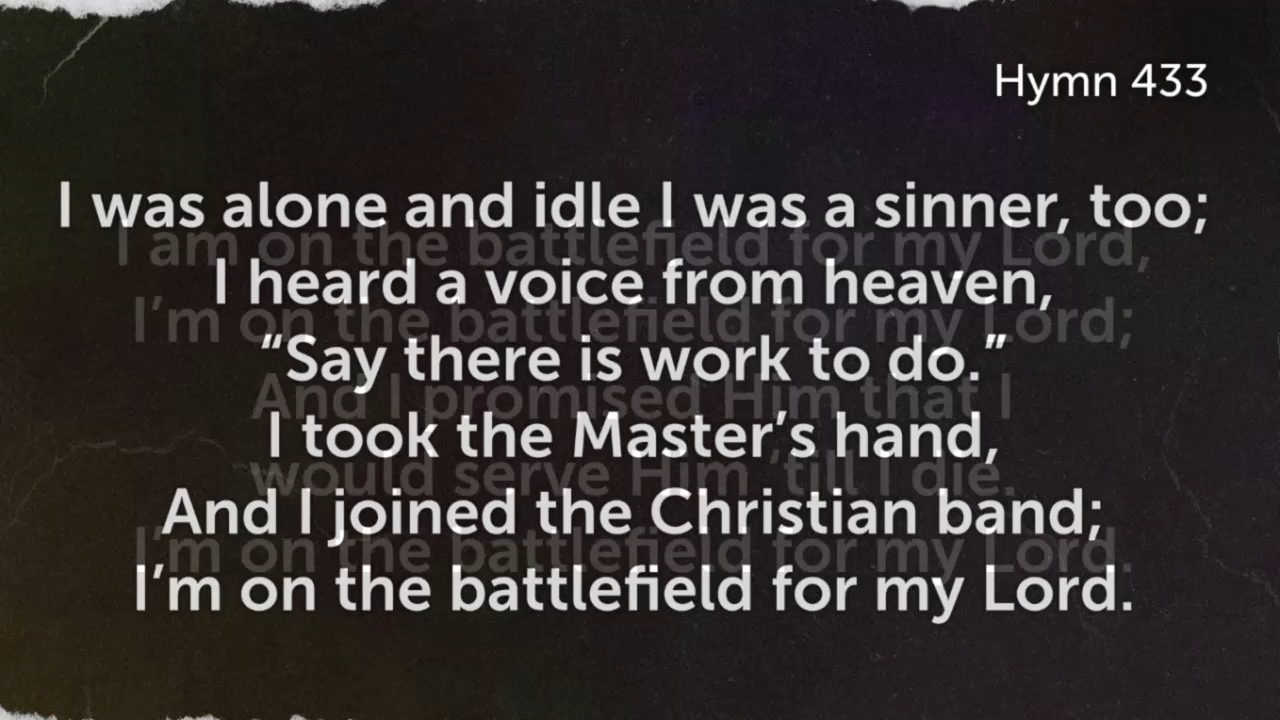 Hymn 433
I was alone and idle I was a sinner, too;
I am on the battlefield for my Lord,
I heard a voice from heaven,
I'm on the battlefield for my Lord;
“Say there is work to do.”
And I promised Him that I
I took the Master's hand,
would serve Him 'till I die.
And I joined the Christian band;
I'm on the battlefield for my Lord.
I'm on the battlefield for my Lord.